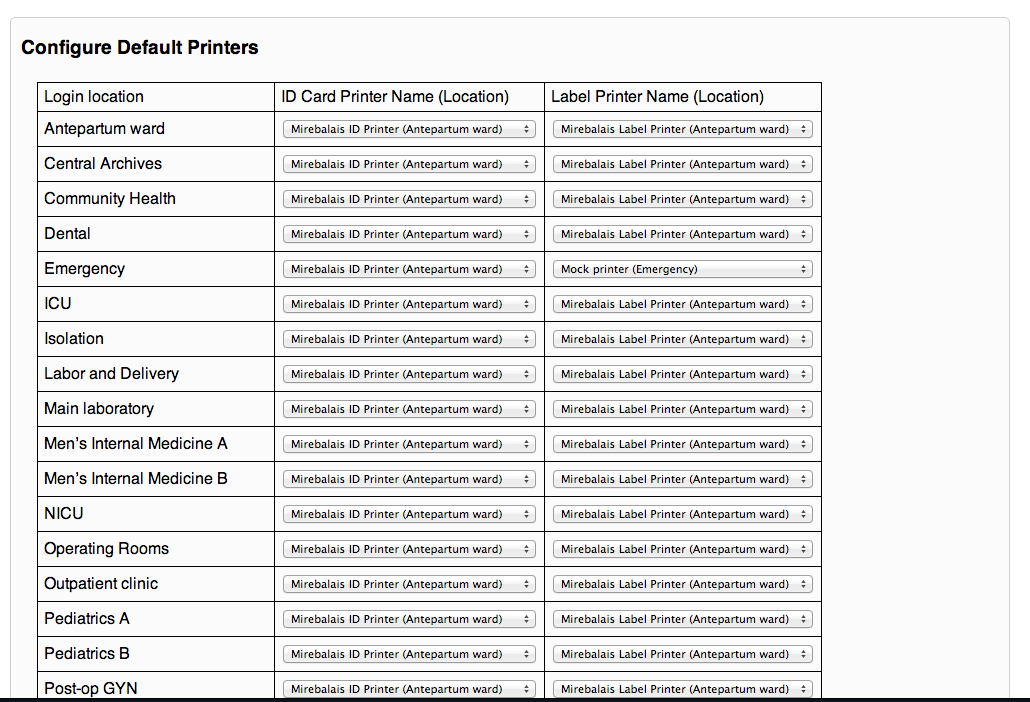 Configure Default Printers
Login location ID Card Printer Name (Location) Label Printer Name (Location)
Antepartum ward Mirebalais ID Printer (Antepartum ward) Mirebalais Label Printer (Antepartum ward)
Central Archives Mirebalais ID Printer (Antepartum ward) Mirebalais Label Printer (Antepartum ward)
Community Health Mirebalais ID Printer (Antepartum ward) Mirebalais Label Printer (Antepartum ward)
Dental Mirebalais ID Printer (Antepartum ward) Mirebalais Label Printer (Antepartum ward)
Emergency Mirebalais ID Printer (Antepartum ward) Mock printer (Emergency)
ICU Mirebalais ID Printer (Antepartum ward) Mirebalais Label Printer (Antepartum ward)
Isolation Mirebalais ID Printer (Antepartum ward) Mirebalais Label Printer (Antepartum ward)
Labor and Delivery Mirebalais ID Printer (Antepartum ward) Mirebalais Label Printer (Antepartum ward)
Main laboratory Mirebalais ID Printer (Antepartum ward) Mirebalais Label Printer (Antepartum ward)
Men’s Internal Medicine A Mirebalais ID Printer (Antepartum ward) Mirebalais Label Printer (Antepartum ward)
Men’s Internal Medicine B Mirebalais ID Printer (Antepartum ward) Mirebalais Label Printer (Antepartum ward)
NICU Mirebalais ID Printer (Antepartum ward) Mirebalais Label Printer (Antepartum ward)
Operating Rooms Mirebalais ID Printer (Antepartum ward) Mirebalais Label Printer (Antepartum ward)
Outpatient clinic Mirebalais ID Printer (Antepartum ward) Mirebalais Label Printer (Antepartum ward)
Pediatrics A Mirebalais ID Printer (Antepartum ward) Mirebalais Label Printer (Antepartum ward)
Pediatrics B Mirebalais ID Printer (Antepartum ward) Mirebalais Label Printer (Antepartum ward)
Post-op GYN Mirebalais ID Printer (Antepartum ward) Mirebalais Label Printer (Antepartum ward)